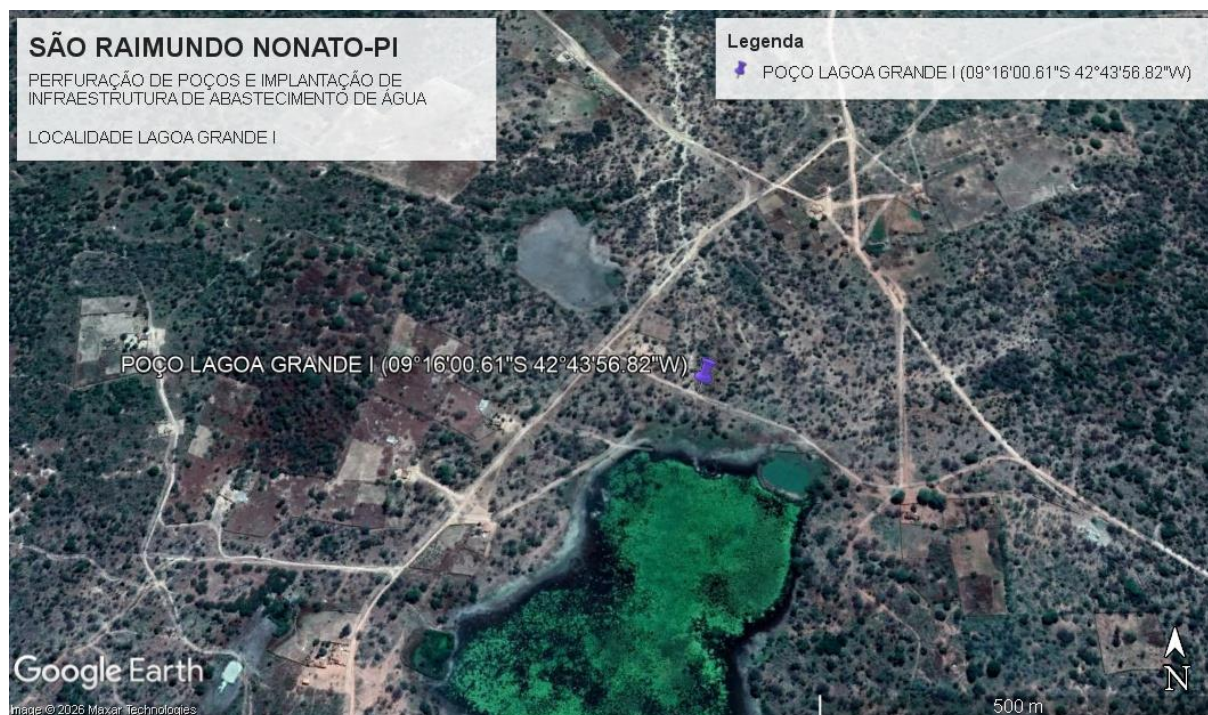 SÃO RAIMUNDO NONATO-PI
PERFURAÇÃO DE POÇOS E IMPLANTAÇÃO DE
INFRAESTRUTURA DE ABASTECIMENTO DE ÁGUA
LOCALIDADE LAGOA GRANDE I
Legenda
POÇO LAGOA GRANDE I (09°16'00.61"S 42°43'56.82"W)
POÇO LAGOA GRANDE I (09°16'00.61"S 42°43'56.82"W)
Google Earth
Image © 2026 Maxar Technologies
500 m
N